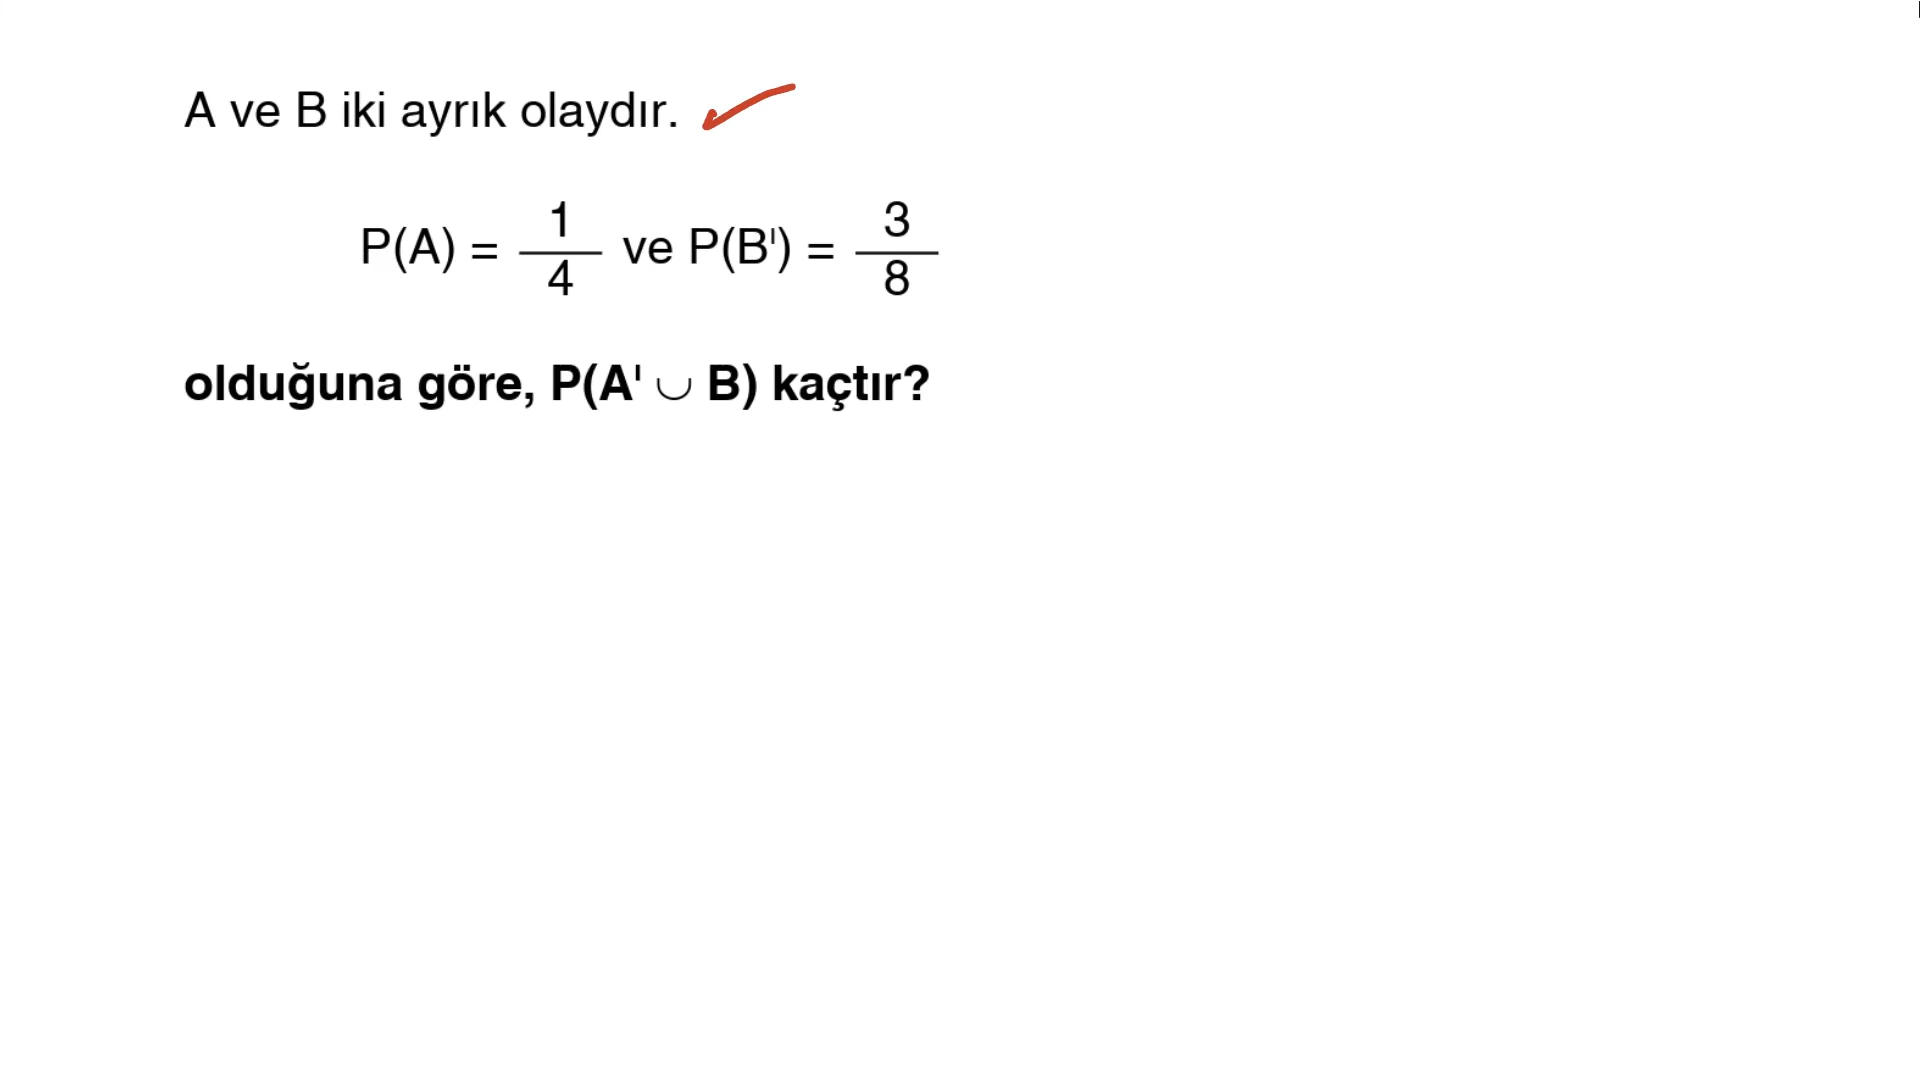 A ve B iki ayrık olaydır.
P(A) = 1/4 ve P(B') = 3/8
olduğuna göre, P(A' ∪ B) kaçtır?